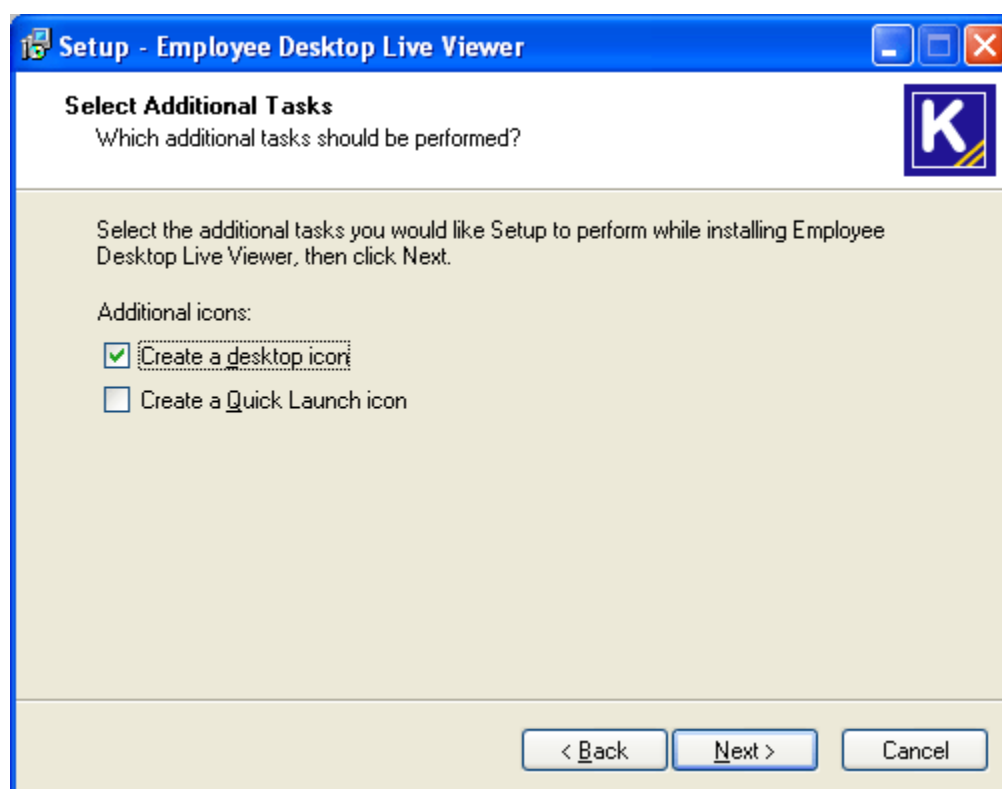 Setup - Employee Desktop Live Viewer
Select Additional Tasks
Which additional tasks should be performed?
K
Select the additional tasks you would like Setup to perform while installing Employee
Desktop Live Viewer, then click Next.
Additional icons:
Create a desktop icon
Create a Quick Launch icon
< Back
Next >
Cancel